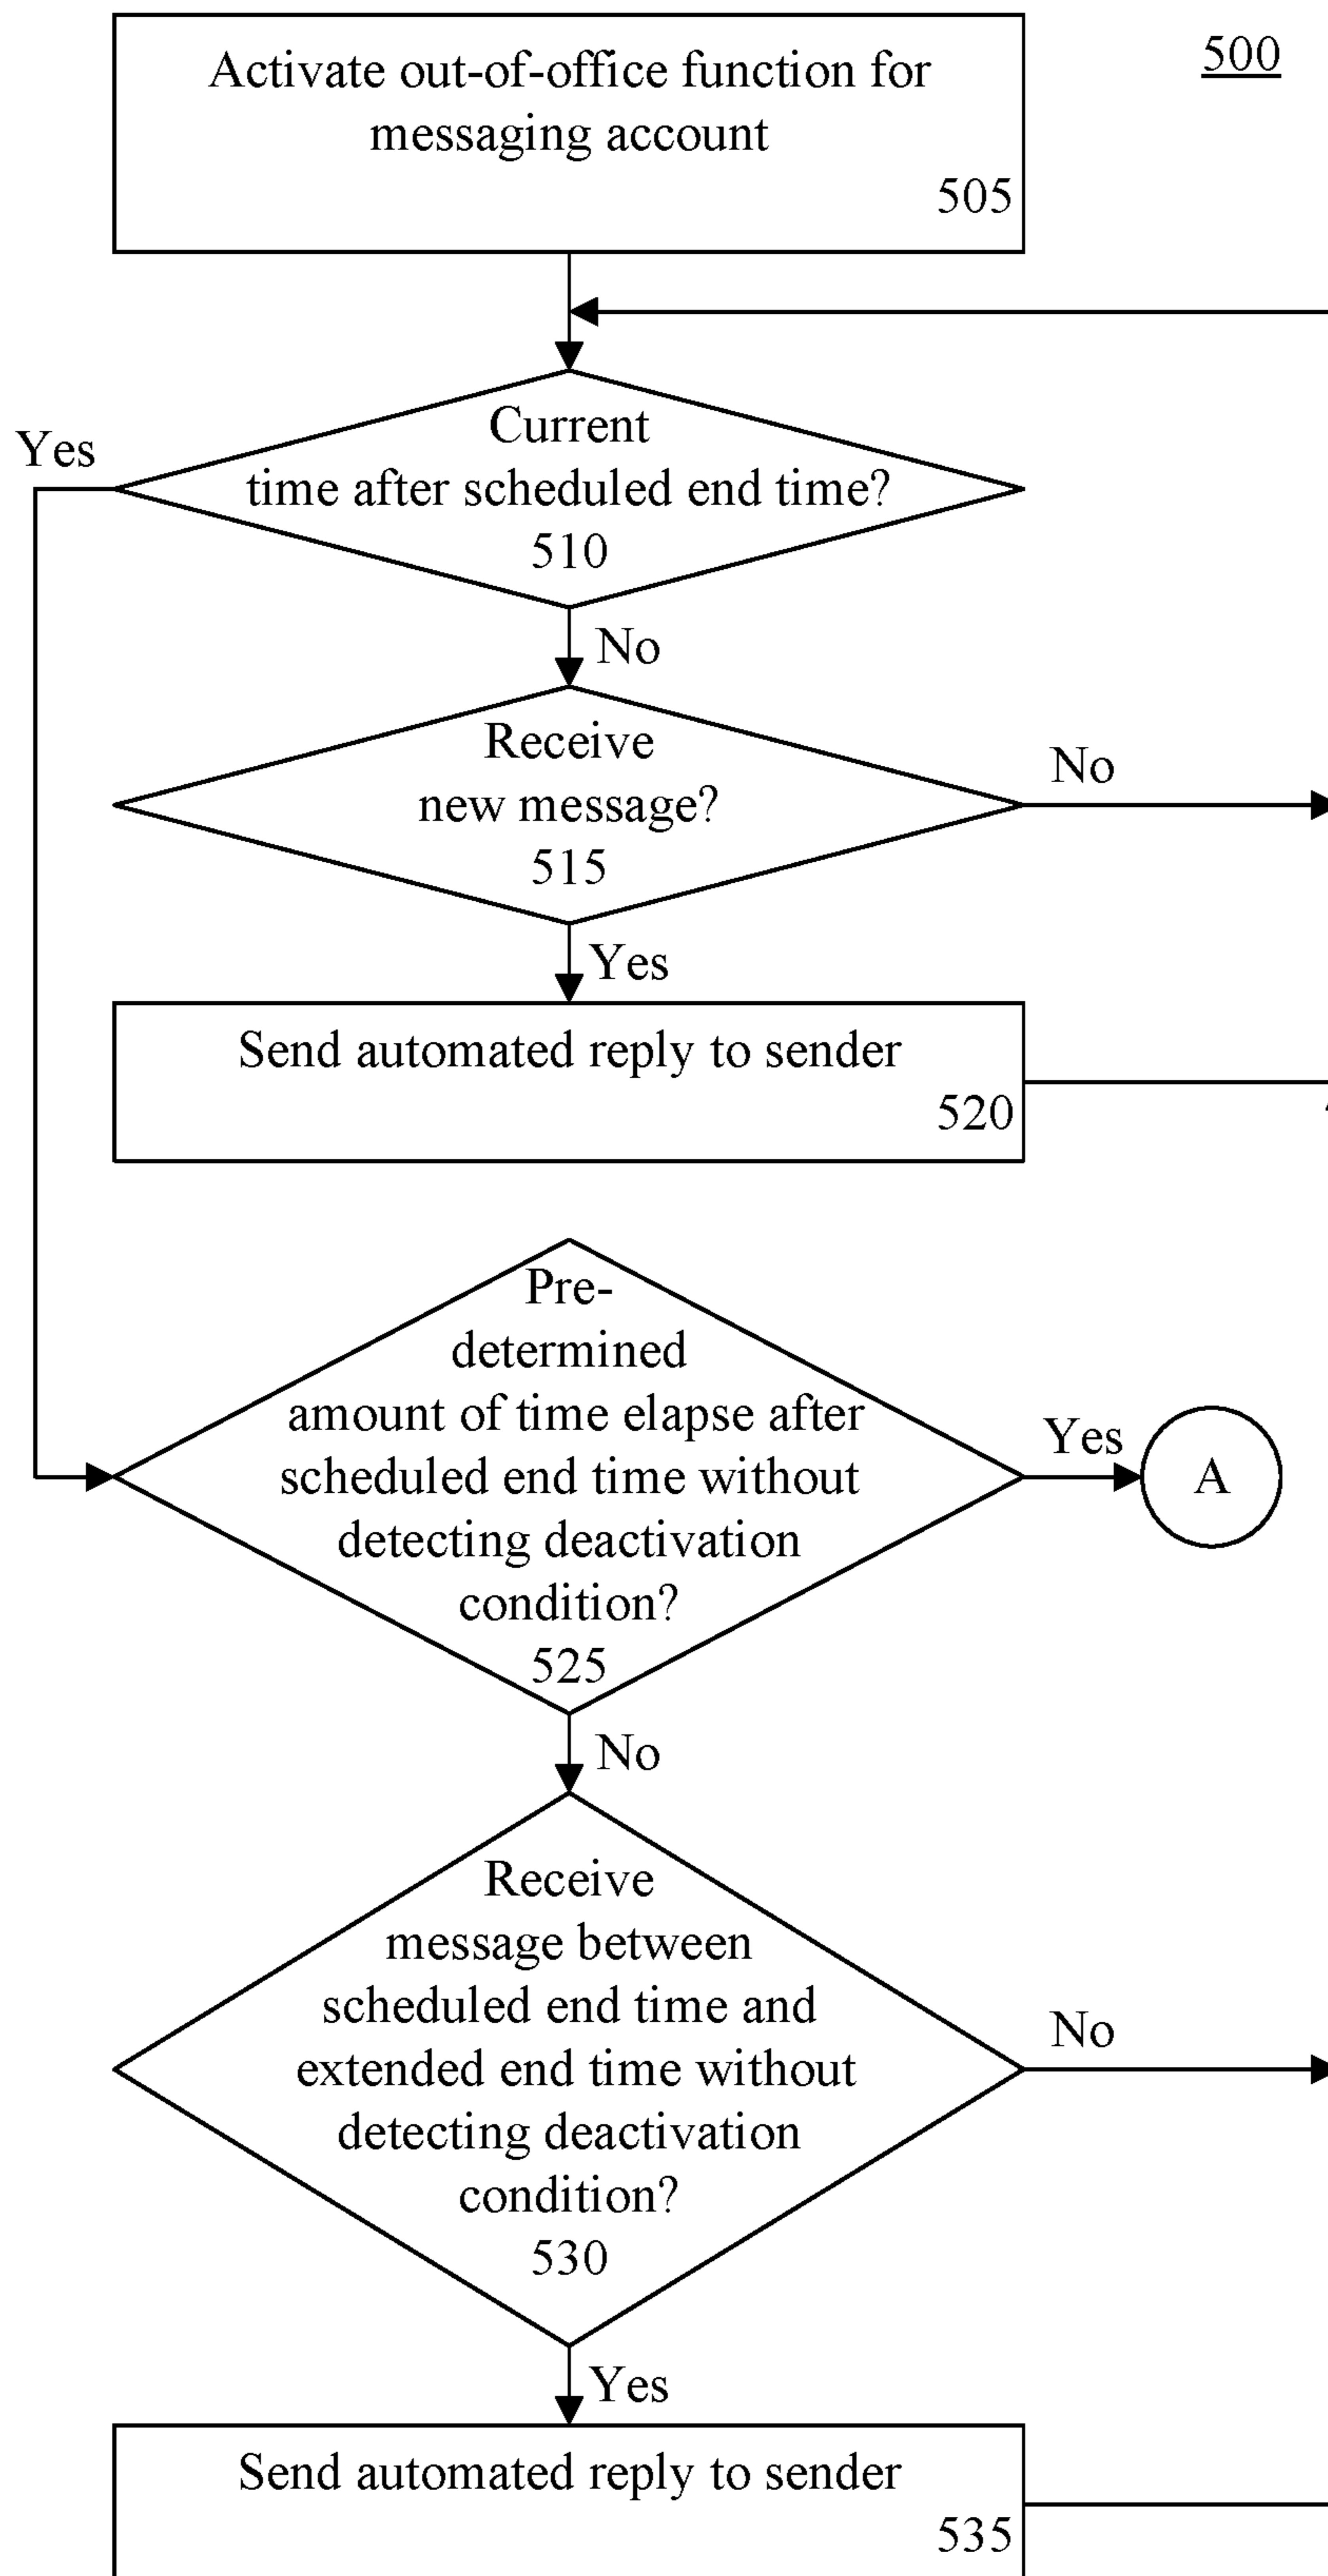 Activate out-of-office function for
messaging account
505
500
Current
time after scheduled end time?
510
Yes
No
Receive
new message?
515
No
Yes
Send automated reply to sender
520
Pre-
determined
amount of time elapse after
scheduled end time without
detecting deactivation
condition?
525
Yes
A
No
Receive
message between
scheduled end time and
extended end time without
detecting deactivation
condition?
530
No
Yes
Send automated reply to sender
535